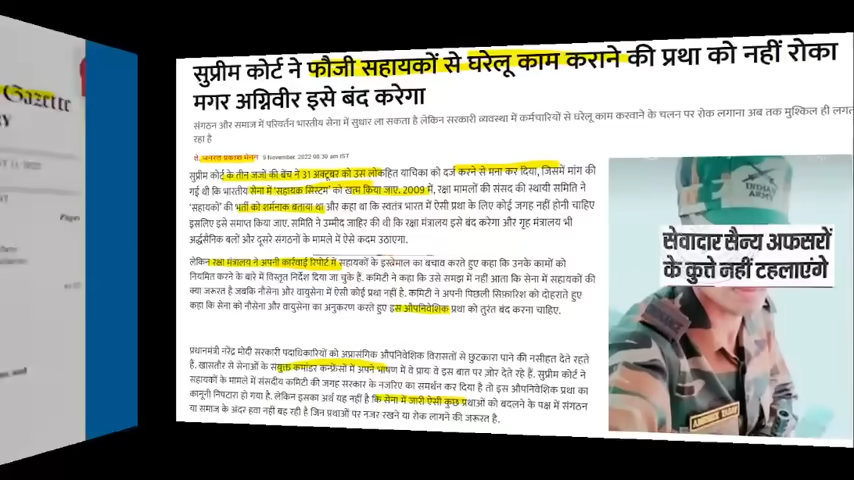 Gazette
RY
Pages
सुप्रीम कोर्ट ने फौजी सहायकों से घरेलू काम कराने की प्रथा को नहीं रोका
मगर अग्निवीर इसे बंद करेगा
संगठन और समाज में परिवर्तन भारतीय सेना में सुधार ला सकता है लेकिन सरकारी व्यवस्था में कर्मचारियों से घरेलू काम करवाने के चलन पर रोक लगाना अब तक मुश्किल ही लगता
रहा है
ले. जनरल प्रकाश मेनन 9 November, 2022 08:30 am IST
सुप्रीम कोर्ट के तीन जजों की बेंच ने 31 अक्टूबर को उस लोकहित याचिका को दर्ज करने से मना कर दिया, जिसमें मांग की
गई थी कि भारतीय सेना में 'सहायक सिस्टम' को खत्म किया जाए. 2009 में, रक्षा मामलों की संसद की स्थायी समिति ने
'सहायकों' की भर्ती को शर्मनाक बताया था और कहा था कि स्वतंत्र भारत में ऐसी प्रथा के लिए कोई जगह नहीं होनी चाहिए
इसलिए इसे समाप्त किया जाए. समिति ने उम्मीद जाहिर की थी कि रक्षा मंत्रालय इसे बंद करेगा और गृह मंत्रालय भी
अर्द्धसैनिक बलों और दूसरे संगठनों के मामले में ऐसे कदम उठाएगा.
लेकिन रक्षा मंत्रालय ने अपनी कार्रवाई रिपोर्ट में सहायकों के इस्तेमाल का बचाव करते हुए कहा कि उनके कामों को
नियमित करने के बारे में विस्तृत निर्देश दिया जा चुके हैं. कमिटी ने कहा कि उसे समझ में नहीं आता कि सेना में सहायकों की
क्या जरूरत है जबकि नौसेना और वायुसेना में ऐसी कोई प्रथा नहीं है. कमिटी ने अपनी पिछली सिफ़ारिश को दोहराते हुए
कहा कि सेना को नौसेना और वायुसेना का अनुकरण करते हुए इस औपनिवेशिक प्रथा को तुरंत बंद करना चाहिए.
प्रधानमंत्री नरेंद्र मोदी सरकारी पदाधिकारियों को अप्रासंगिक औपनिवेशिक विरासतों से छुटकारा पाने की नसीहत देते रहते
हैं. खासतौर से सेनाओं के संयुक्त कमांडर कन्फ्रेंसों में अपने भाषण में वे प्रायः इस बात पर ज़ोर देते रहे हैं. सुप्रीम कोर्ट ने
सहायकों के मामले में संसदीय कमिटी की जगह सरकार के नजरिए का समर्थन कर दिया है तो इस औपनिवेशिक प्रथा का
कानूनी निपटारा हो गया है. लेकिन इसका अर्थ यह नहीं है कि सेना में जारी ऐसी कुछ प्रथाओं को बदलने के पक्ष में संगठन
या समाज के अंदर हवा नहीं बह रही है जिन प्रथाओं पर नजर रखने या रोक लगाने की जरूरत है.
INDIAN
ARMY
सेवादार सैन्य अफसरों
के कुत्ते नहीं टहलाएंगे